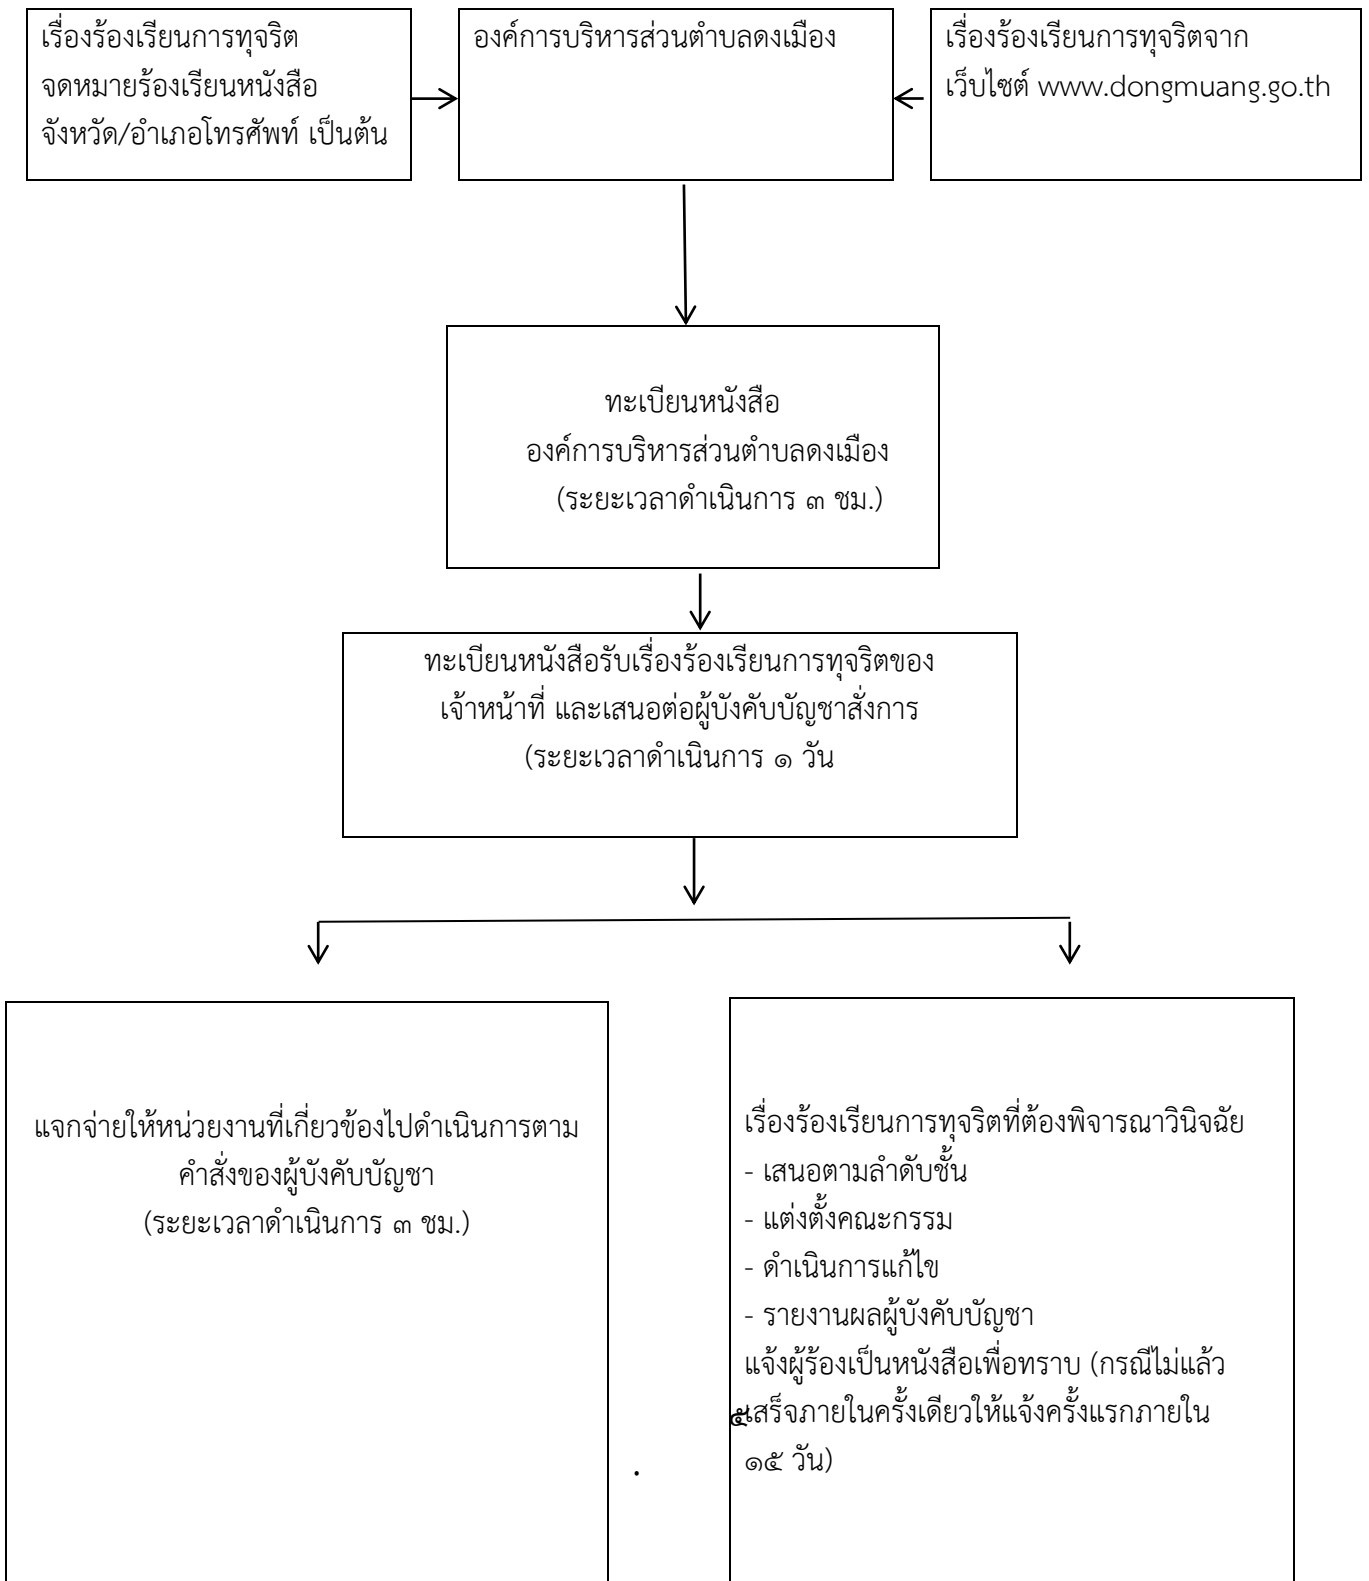 เรื่องร้องเรียนการทุจริต
จดหมายร้องเรียนหนังสือ
จังหวัด/อำเภอโทรศัพท์ เป็นต้น
องค์การบริหารส่วนตำบลดงเมือง
เรื่องร้องเรียนการทุจริตจาก
เว็บไซต์ www.dongmuang.go.th
ทะเบียนหนังสือ
องค์การบริหารส่วนตำบลดงเมือง
(ระยะเวลาดำเนินการ ๓ ชม.)
ทะเบียนหนังสือรับเรื่องร้องเรียนการทุจริตของ
เจ้าหน้าที่ และเสนอต่อผู้บังคับบัญชาสั่งการ
(ระยะเวลาดำเนินการ ๑ วัน
แจกจ่ายให้หน่วยงานที่เกี่ยวข้องไปดำเนินการตาม
คำสั่งของผู้บังคับบัญชา
(ระยะเวลาดำเนินการ ๓ ชม.)
เรื่องร้องเรียนการทุจริตที่ต้องพิจารณาวินิจฉัย
- เสนอตามลำดับชั้น
- แต่งตั้งคณะกรรม
- ดำเนินการแก้ไข
- รายงานผลผู้บังคับบัญชา
แจ้งผู้ร้องเป็นหนังสือเพื่อทราบ (กรณีไม่แล้ว
เสร็จภายในครั้งเดียวให้แจ้งครั้งแรกภายใน
๑๕ วัน)
.